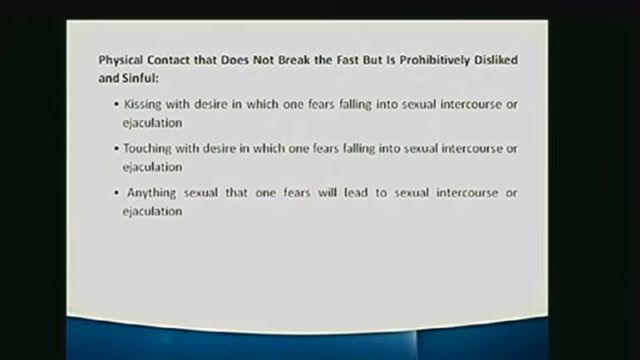 Physical Contact that Does Not Break the Fast But Is Prohibitively Disliked
and Sinful:
• Kissing with desire in which one fears falling into sexual intercourse or
ejaculation
• Touching with desire in which one fears falling into sexual intercourse or
ejaculation
• Anything sexual that one fears will lead to sexual intercourse or
ejaculation